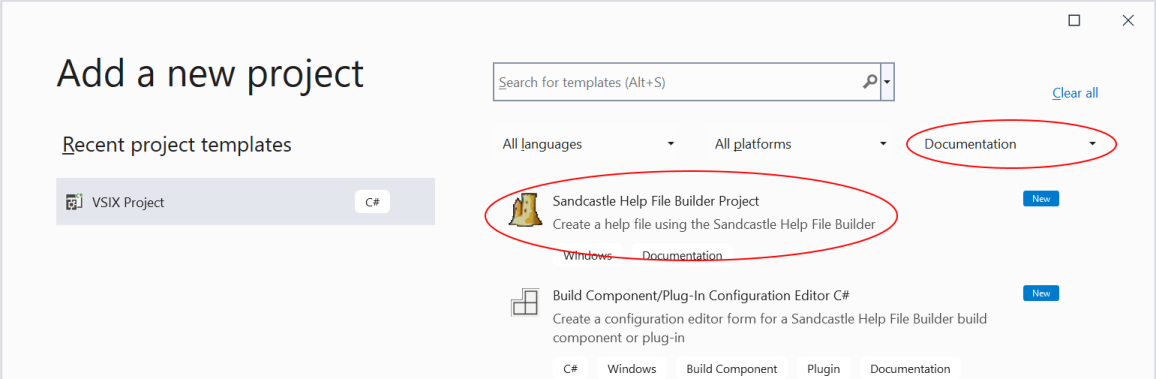 Add a new project
Search for templates (Alt+S)
Clear all
Recent project templates
All languages
All platforms
Documentation
VSIX Project
C#
Sandcastle Help File Builder Project
New
Create a help file using the Sandcastle Help File Builder
Windows
Documentation
Build Component/Plug-In Configuration Editor C#
New
Create a configuration editor form for a Sandcastle Help File Builder build
component or plug-in
C#
Windows
Build Component
Plugin
Documentation